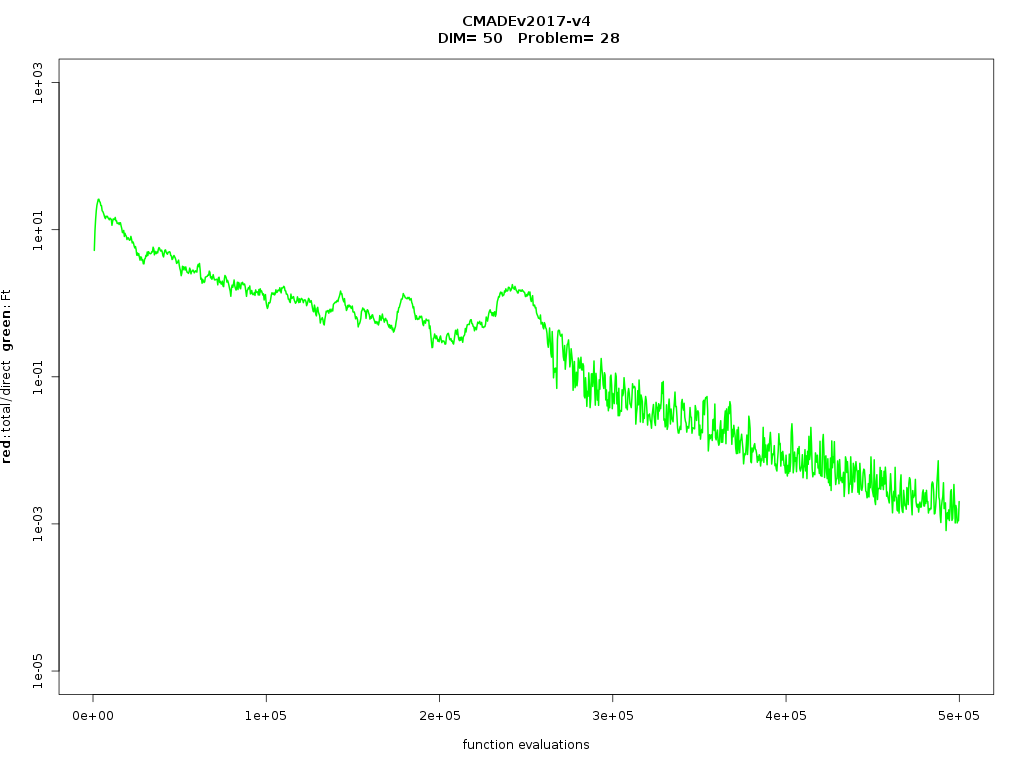 CMADEv2017-v4
DIM= 50 Problem= 28
1e+03
1e+01
1e-01
1e-03
1e-05
red: total/direct green: Ft
0e+00 1e+05 2e+05 3e+05 4e+05 5e+05
function evaluations